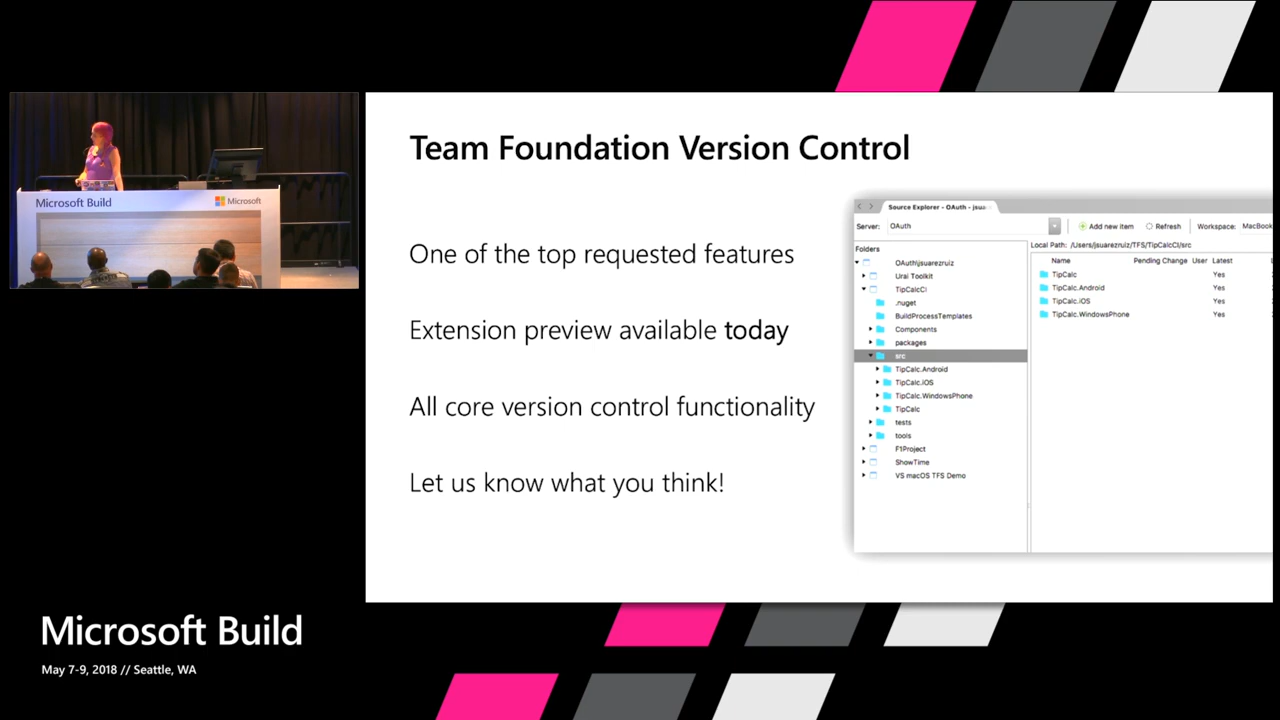 Microsoft Build
Microsoft
Team Foundation Version Control
One of the top requested features
Extension preview available today
All core version control functionality
Let us know what you think!
Source Explorer - OAuth - jsua
Server: OAuth
Add new item
Refresh
Workspace: MacBook
Folders
OAuth\jsuarezruiz
Urai Toolkit
TipCalcCI
.nuget
BuildProcessTemplates
Components
packages
src
TipCalc.Android
TipCalc.iOS
TipCalc.WindowsPhone
TipCalc
tests
tools
F1Project
ShowTime
VS macOS TFS Demo
Local Path: /Users/jsuarezruiz/TFS/TipCalcCI/src
Name Pending Change User Latest
TipCalc Yes
TipCalc.Android Yes
TipCalc.iOS Yes
TipCalc.WindowsPhone Yes
Microsoft Build
May 7-9, 2018 // Seattle, WA